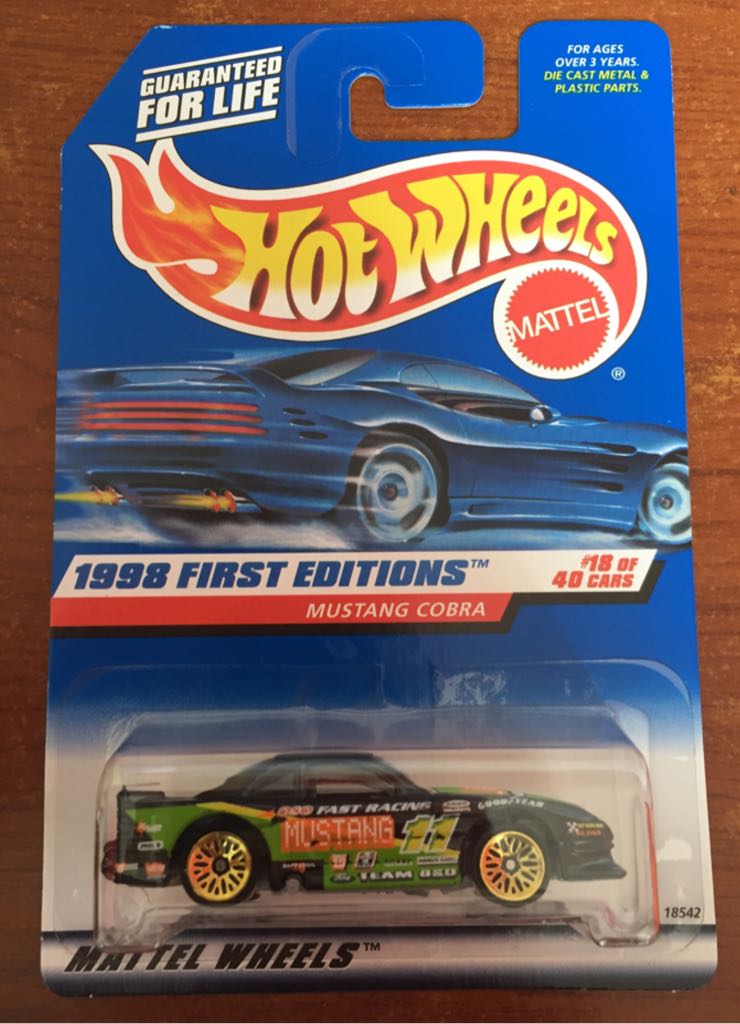 GUARANTEED
FOR LIFE
FOR AGES
OVER 3 YEARS.
DIE CAST METAL &
PLASTIC PARTS.
HOT WHEELS
MATTEL
®
1998 FIRST EDITIONS™
#18 OF
40 CARS
MUSTANG COBRA
FAST RACING
GOODYEAR
MUSTANG
11
TEAM
18542
MATTEL WHEELS™